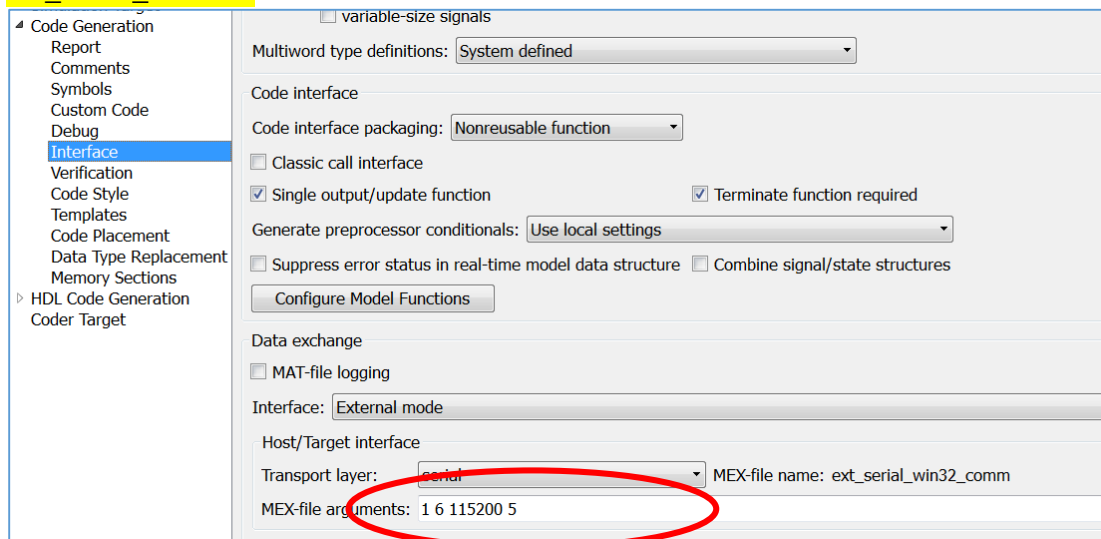 Code Generation
Report
Comments
Symbols
Custom Code
Debug
Interface
Verification
Code Style
Templates
Code Placement
Data Type Replacement
Memory Sections
HDL Code Generation
Coder Target
variable-size signals
Multiword type definitions: System defined
Code interface
Code interface packaging: Nonreusable function
Classic call interface
Single output/update function Terminate function required
Generate preprocessor conditionals: Use local settings
Suppress error status in real-time model data structure Combine signal/state structures
Configure Model Functions
Data exchange
MAT-file logging
Interface: External mode
Host/Target interface
Transport layer: serial MEX-file name: ext_serial_win32_comm
MEX-file arguments: 1 6 115200 5